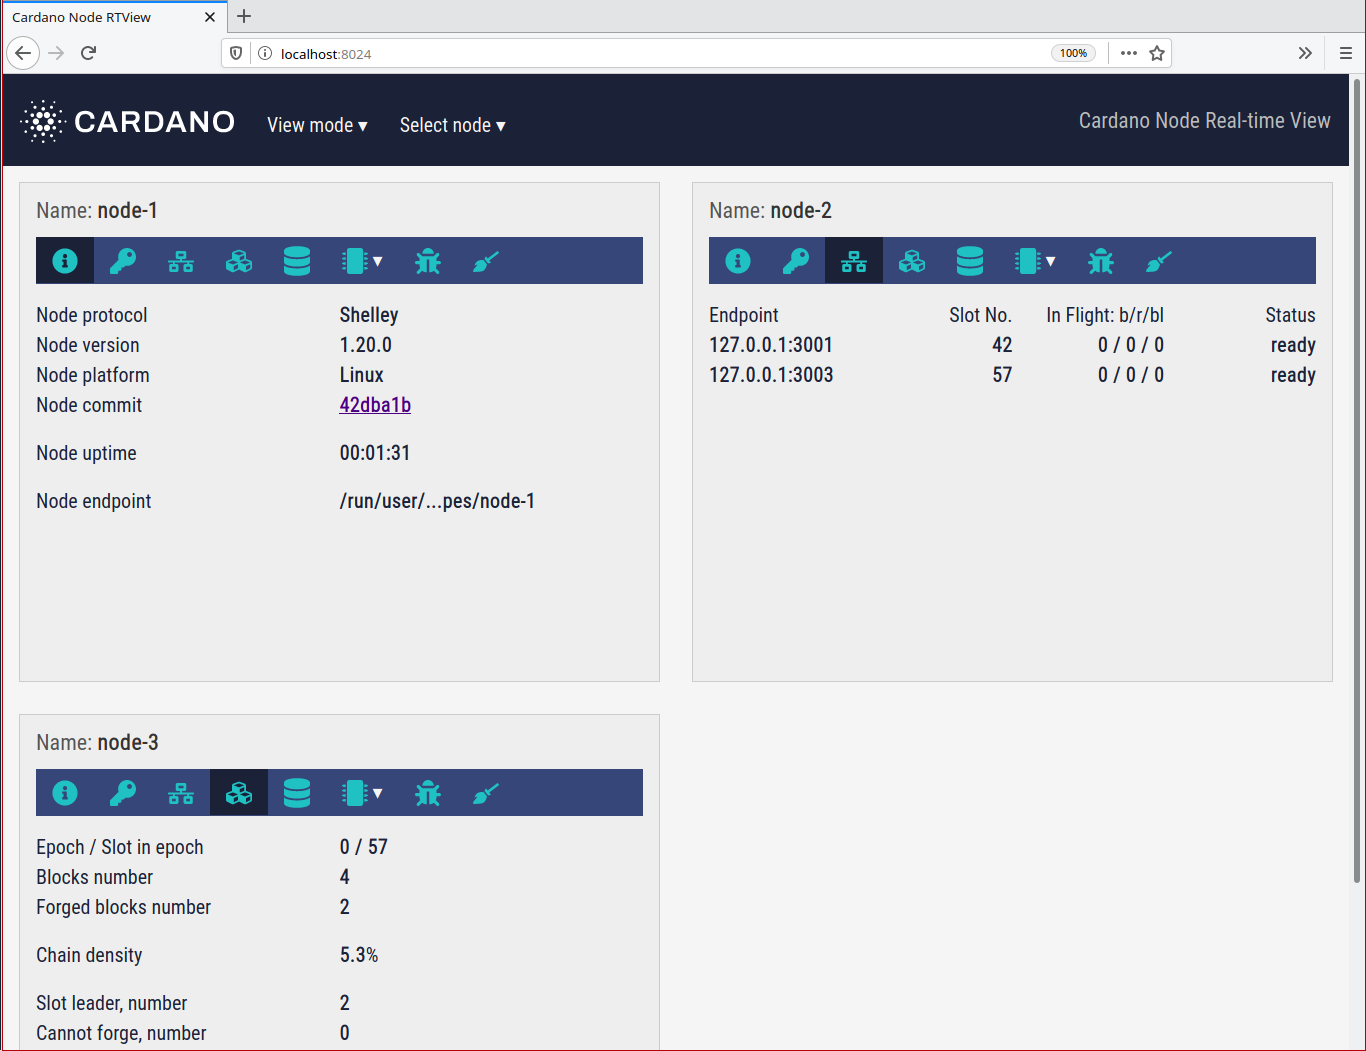 Cardano Node RTView
localhost:8024
100%
CARDANO
View mode ▾
Select node ▾
Cardano Node Real-time View
Name: node-1
Node protocol Shelley
Node version 1.20.0
Node platform Linux
Node commit 42dba1b
Node uptime 00:01:31
Node endpoint /run/user/...pes/node-1
Name: node-2
Endpoint Slot No. In Flight: b/r/bl Status
127.0.0.1:3001 42 0 / 0 / 0 ready
127.0.0.1:3003 57 0 / 0 / 0 ready
Name: node-3
Epoch / Slot in epoch 0 / 57
Blocks number 4
Forged blocks number 2
Chain density 5.3%
Slot leader, number 2
Cannot forge, number 0